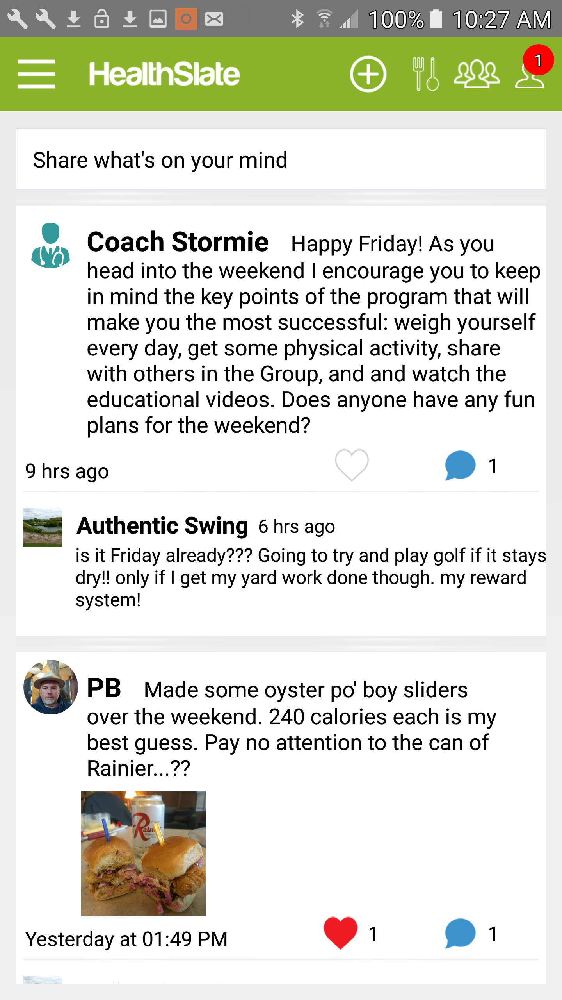 100% 10:27 AM
HealthSlate
1
Share what's on your mind
Coach Stormie Happy Friday! As you
head into the weekend I encourage you to keep
in mind the key points of the program that will
make you the most successful: weigh yourself
every day, get some physical activity, share
with others in the Group, and and watch the
educational videos. Does anyone have any fun
plans for the weekend?
9 hrs ago 1
Authentic Swing 6 hrs ago
is it Friday already??? Going to try and play golf if it stays
dry!! only if I get my yard work done though. my reward
system!
PB Made some oyster po' boy sliders
over the weekend. 240 calories each is my
best guess. Pay no attention to the can of
Rainier...??
Yesterday at 01:49 PM 1 1